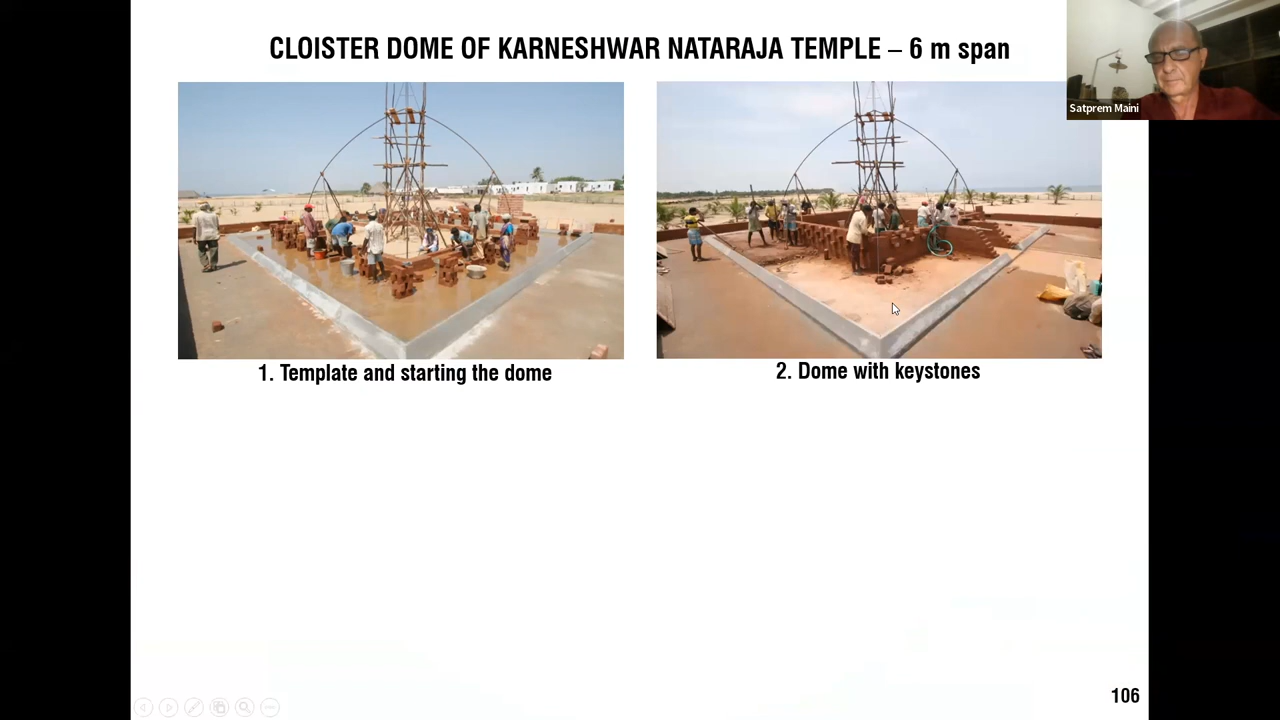 CLOISTER DOME OF KARNESHWAR NATARAJA TEMPLE – 6 m span
Satprem Maini
1. Template and starting the dome
2. Dome with keystones
106